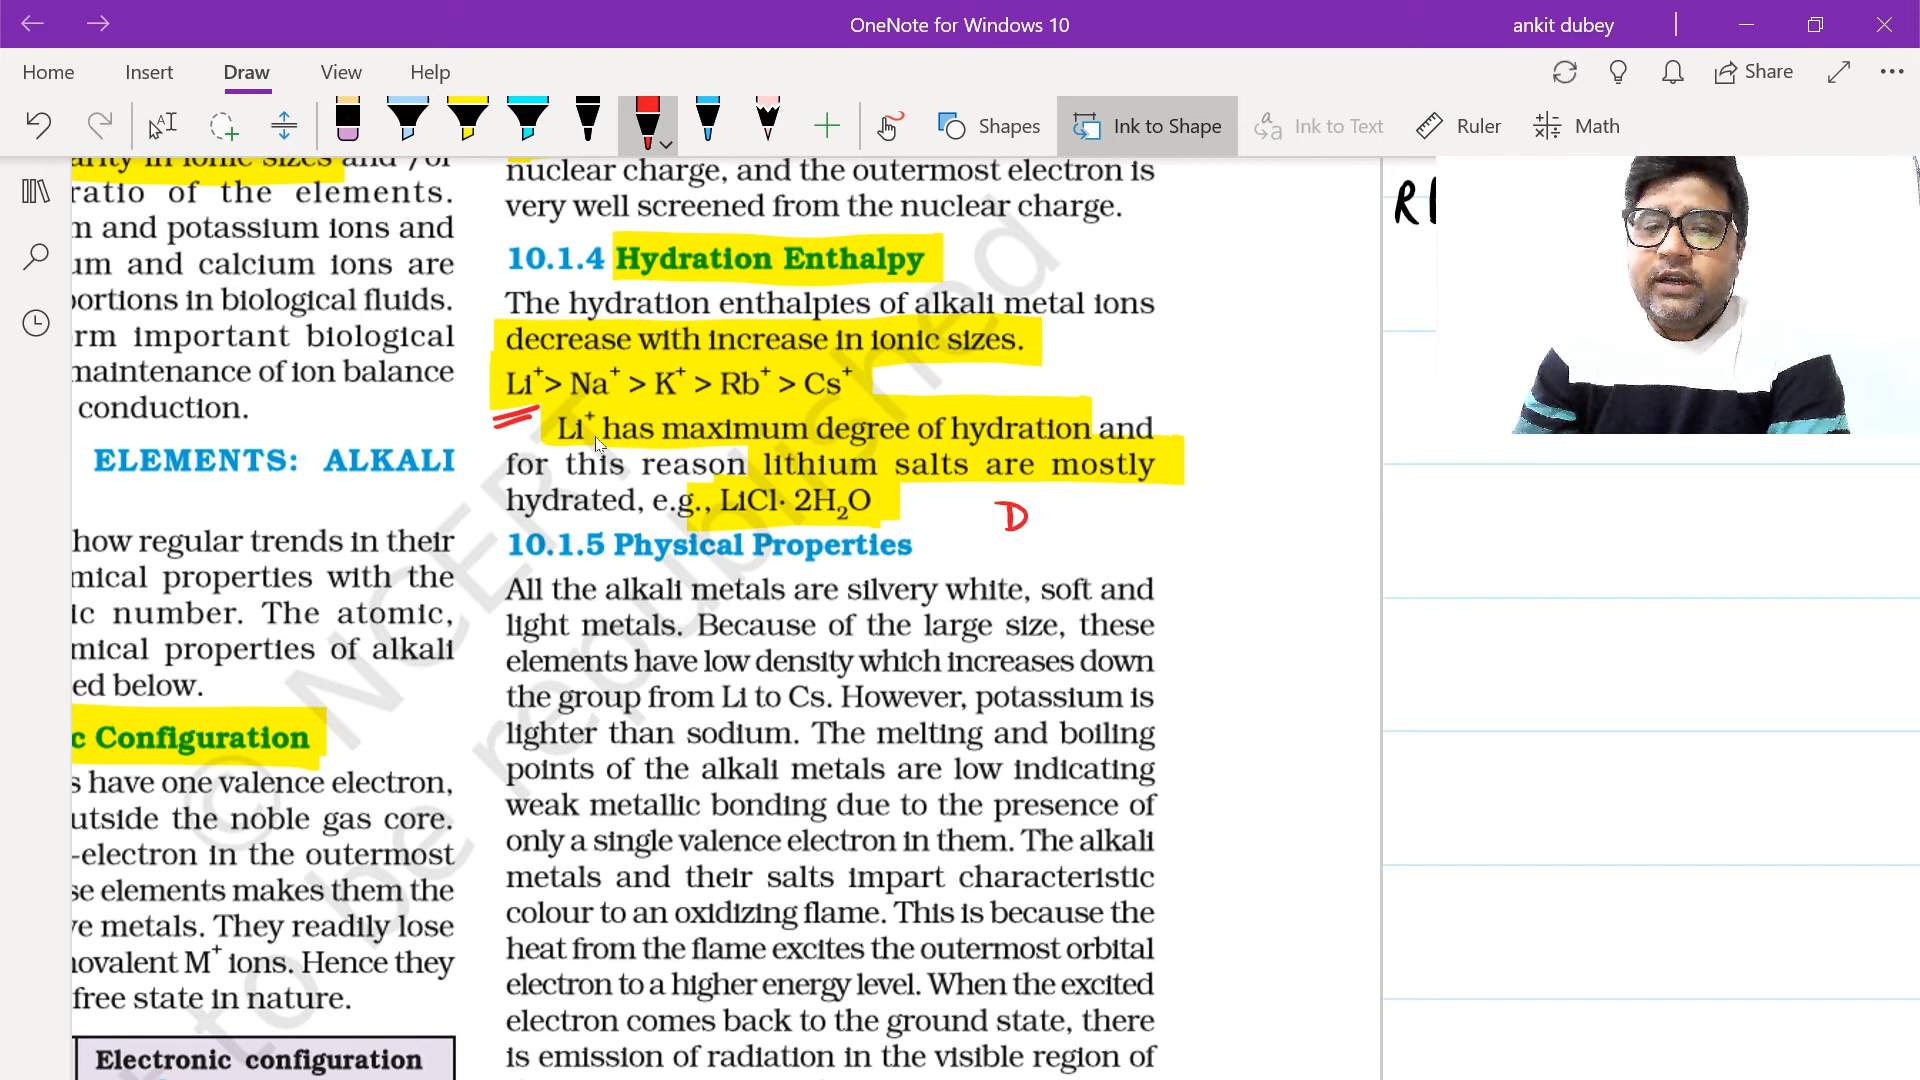 OneNote for Windows 10
ankit dubey
Home Insert Draw View Help
Share
Shapes Ink to Shape Ink to Text Ruler Math
arity in ionic sizes and /or
ratio of the elements.
m and potassium ions and
um and calcium ions are
portions in biological fluids.
rm important biological
maintenance of ion balance
conduction.
ELEMENTS: ALKALI
how regular trends in their
mical properties with the
ic number. The atomic,
mical properties of alkali
ed below.
c Configuration
s have one valence electron,
utside the noble gas core.
-electron in the outermost
se elements makes them the
ve metals. They readily lose
novalent M⁺ ions. Hence they
free state in nature.
Electronic configuration
nuclear charge, and the outermost electron is
very well screened from the nuclear charge.
10.1.4 Hydration Enthalpy
The hydration enthalpies of alkali metal ions
decrease with increase in ionic sizes.
Li⁺> Na⁺ > K⁺ > Rb⁺ > Cs⁺
Li⁺ has maximum degree of hydration and
for this reason lithium salts are mostly
hydrated, e.g., LiCl· 2H₂O
D
10.1.5 Physical Properties
All the alkali metals are silvery white, soft and
light metals. Because of the large size, these
elements have low density which increases down
the group from Li to Cs. However, potassium is
lighter than sodium. The melting and boiling
points of the alkali metals are low indicating
weak metallic bonding due to the presence of
only a single valence electron in them. The alkali
metals and their salts impart characteristic
colour to an oxidizing flame. This is because the
heat from the flame excites the outermost orbital
electron to a higher energy level. When the excited
electron comes back to the ground state, there
is emission of radiation in the visible region of
© NCERT
to be republished
R